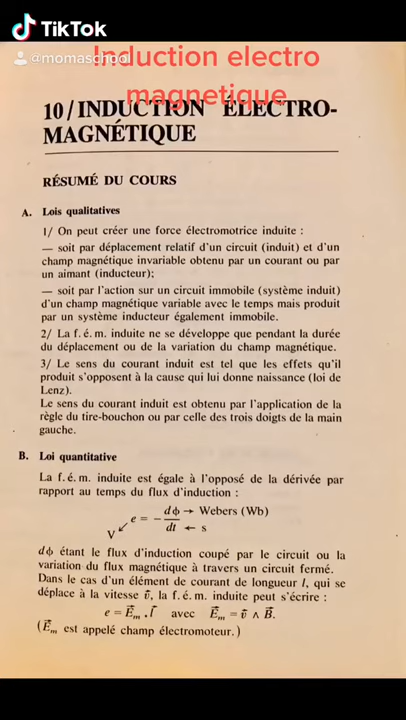 TikTok
@momaschool
Induction electro
magnetique
10/INDUCTION ÉLECTRO-
MAGNÉTIQUE
RÉSUMÉ DU COURS
A. Lois qualitatives
1/ On peut créer une force électromotrice induite :
— soit par déplacement relatif d'un circuit (induit) et d'un
champ magnétique invariable obtenu par un courant ou par
un aimant (inducteur);
— soit par l'action sur un circuit immobile (système induit)
d'un champ magnétique variable avec le temps mais produit
par un système inducteur également immobile.
2/ La f.é.m. induite ne se développe que pendant la durée
du déplacement ou de la variation du champ magnétique.
3/ Le sens du courant induit est tel que les effets qu'il
produit s'opposent à la cause qui lui donne naissance (loi de
Lenz).
Le sens du courant induit est obtenu par l'application de la
règle du tire-bouchon ou par celle des trois doigts de la main
gauche.
B. Loi quantitative
La f.é.m. induite est égale à l'opposé de la dérivée par
rapport au temps du flux d'induction :
e = - dϕ/dt → Webers (Wb)
V ↙ ← s
dϕ étant le flux d'induction coupé par le circuit ou la
variation du flux magnétique à travers un circuit fermé.
Dans le cas d'un élément de courant de longueur l, qui se
déplace à la vitesse v⃗, la f.é.m. induite peut s'écrire :
e = E⃗m . l⃗ avec E⃗m = v⃗ ∧ B⃗.
(E⃗m est appelé champ électromoteur.)